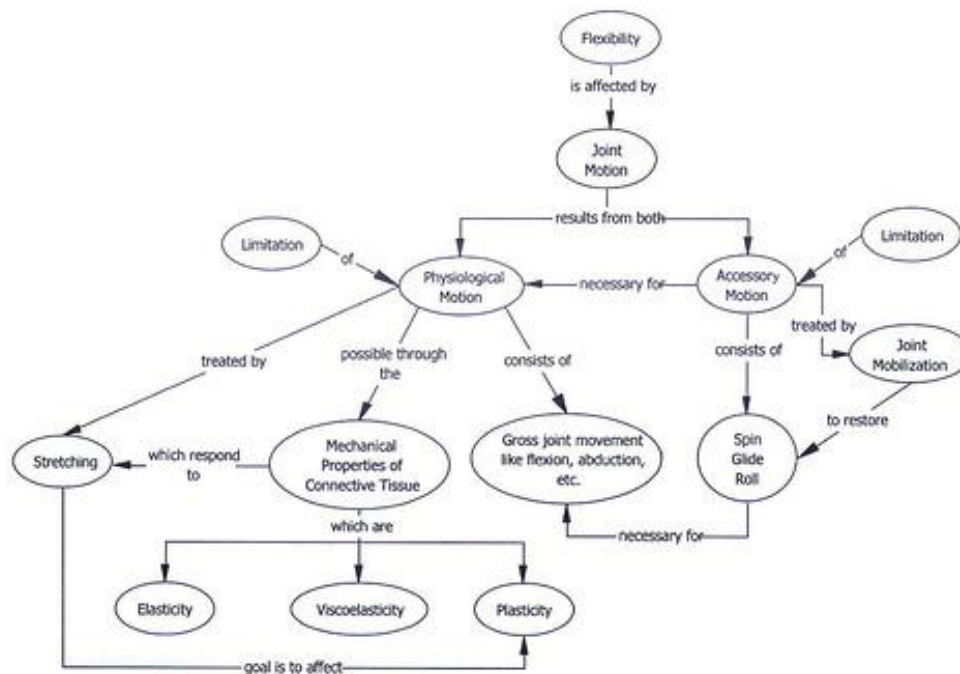 Flexibility
is affected by
Joint
Motion
results from both
Limitation
of
Physiological
Motion
necessary for
Accessory
Motion
of
Limitation
treated by
possible through
the
consists of
consists of
treated by
Joint
Mobilization
to restore
Stretching
which respond
to
Mechanical
Properties of
Connective Tissue
Gross joint movement
like flexion, abduction,
etc.
Spin
Glide
Roll
which are
necessary for
Elasticity
Viscoelasticity
Plasticity
goal is to affect